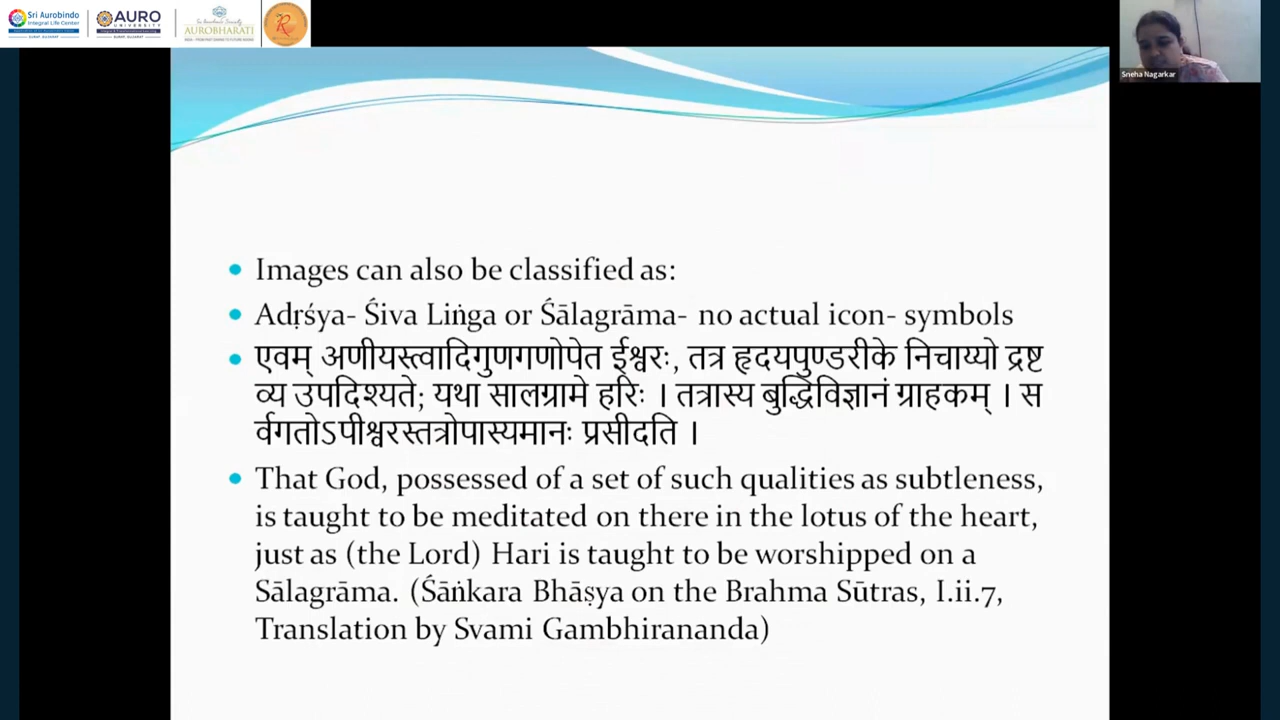 Sri Aurobindo
Integral Life Center
SURAT, GUJARAT
AURO
UNIVERSITY
SURAT, GUJARAT
AUROBHARATI
Sneha Nagarkar
• Images can also be classified as:
• Adṛśya- Śiva Liṅga or Śālagrāma- no actual icon- symbols
• एवम् अणीयस्त्वादिगुणगणोपेत ईश्वरः, तत्र हृदयपुण्डरीके निचाय्यो द्रष्ट
व्य उपदिश्यते; यथा सालग्रामे हरिः । तत्रास्य बुद्धिविज्ञानं ग्राहकम् । स
र्वगतोऽपीश्वरस्तत्रोपास्यमानः प्रसीदति ।
• That God, possessed of a set of such qualities as subtleness,
is taught to be meditated on there in the lotus of the heart,
just as (the Lord) Hari is taught to be worshipped on a
Sālagrāma. (Śāṅkara Bhāṣya on the Brahma Sūtras, I.ii.7,
Translation by Svami Gambhirananda)